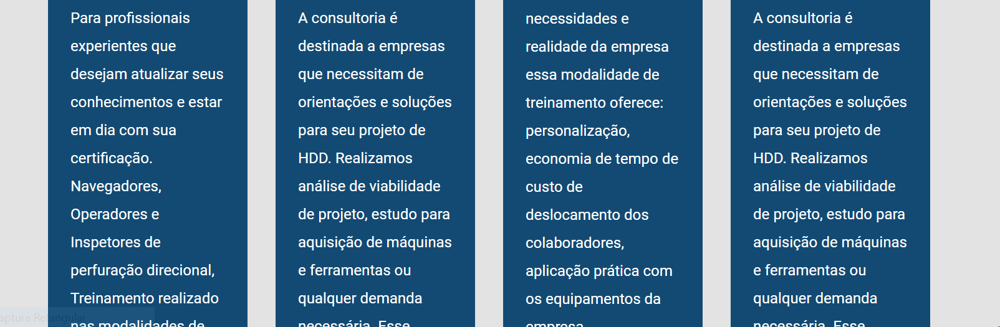 Para profissionais
experientes que
desejam atualizar seus
conhecimentos e estar
em dia com sua
certificação.
Navegadores,
Operadores e
Inspetores de
perfuração direcional,
Treinamento realizado
nas modalidades de
A consultoria é
destinada a empresas
que necessitam de
orientações e soluções
para seu projeto de
HDD. Realizamos
análise de viabilidade
de projeto, estudo para
aquisição de máquinas
e ferramentas ou
qualquer demanda
necessária. Esse
necessidades e
realidade da empresa
essa modalidade de
treinamento oferece:
personalização,
economia de tempo de
custo de
deslocamento dos
colaboradores,
aplicação prática com
os equipamentos da
empresa
A consultoria é
destinada a empresas
que necessitam de
orientações e soluções
para seu projeto de
HDD. Realizamos
análise de viabilidade
de projeto, estudo para
aquisição de máquinas
e ferramentas ou
qualquer demanda
necessária. Esse
aptura Retangular